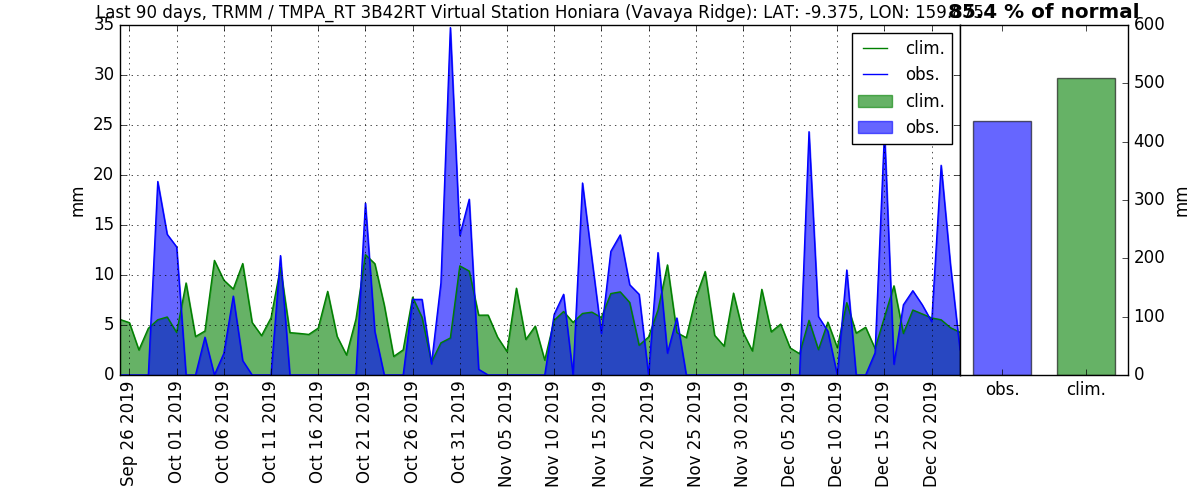 Last 90 days, TRMM / TMPA_RT 3B42RT Virtual Station Honiara (Vavaya Ridge): LAT: -9.375, LON:
85.4 % of normal
35
30
25
20
15
10
5
0
mm
clim.
obs.
clim.
obs.
600
500
400
300
200
100
0
mm
obs.
clim.
Sep 26 2019
Oct 01 2019
Oct 06 2019
Oct 11 2019
Oct 16 2019
Oct 21 2019
Oct 26 2019
Oct 31 2019
Nov 05 2019
Nov 10 2019
Nov 15 2019
Nov 20 2019
Nov 25 2019
Nov 30 2019
Dec 05 2019
Dec 10 2019
Dec 15 2019
Dec 20 2019